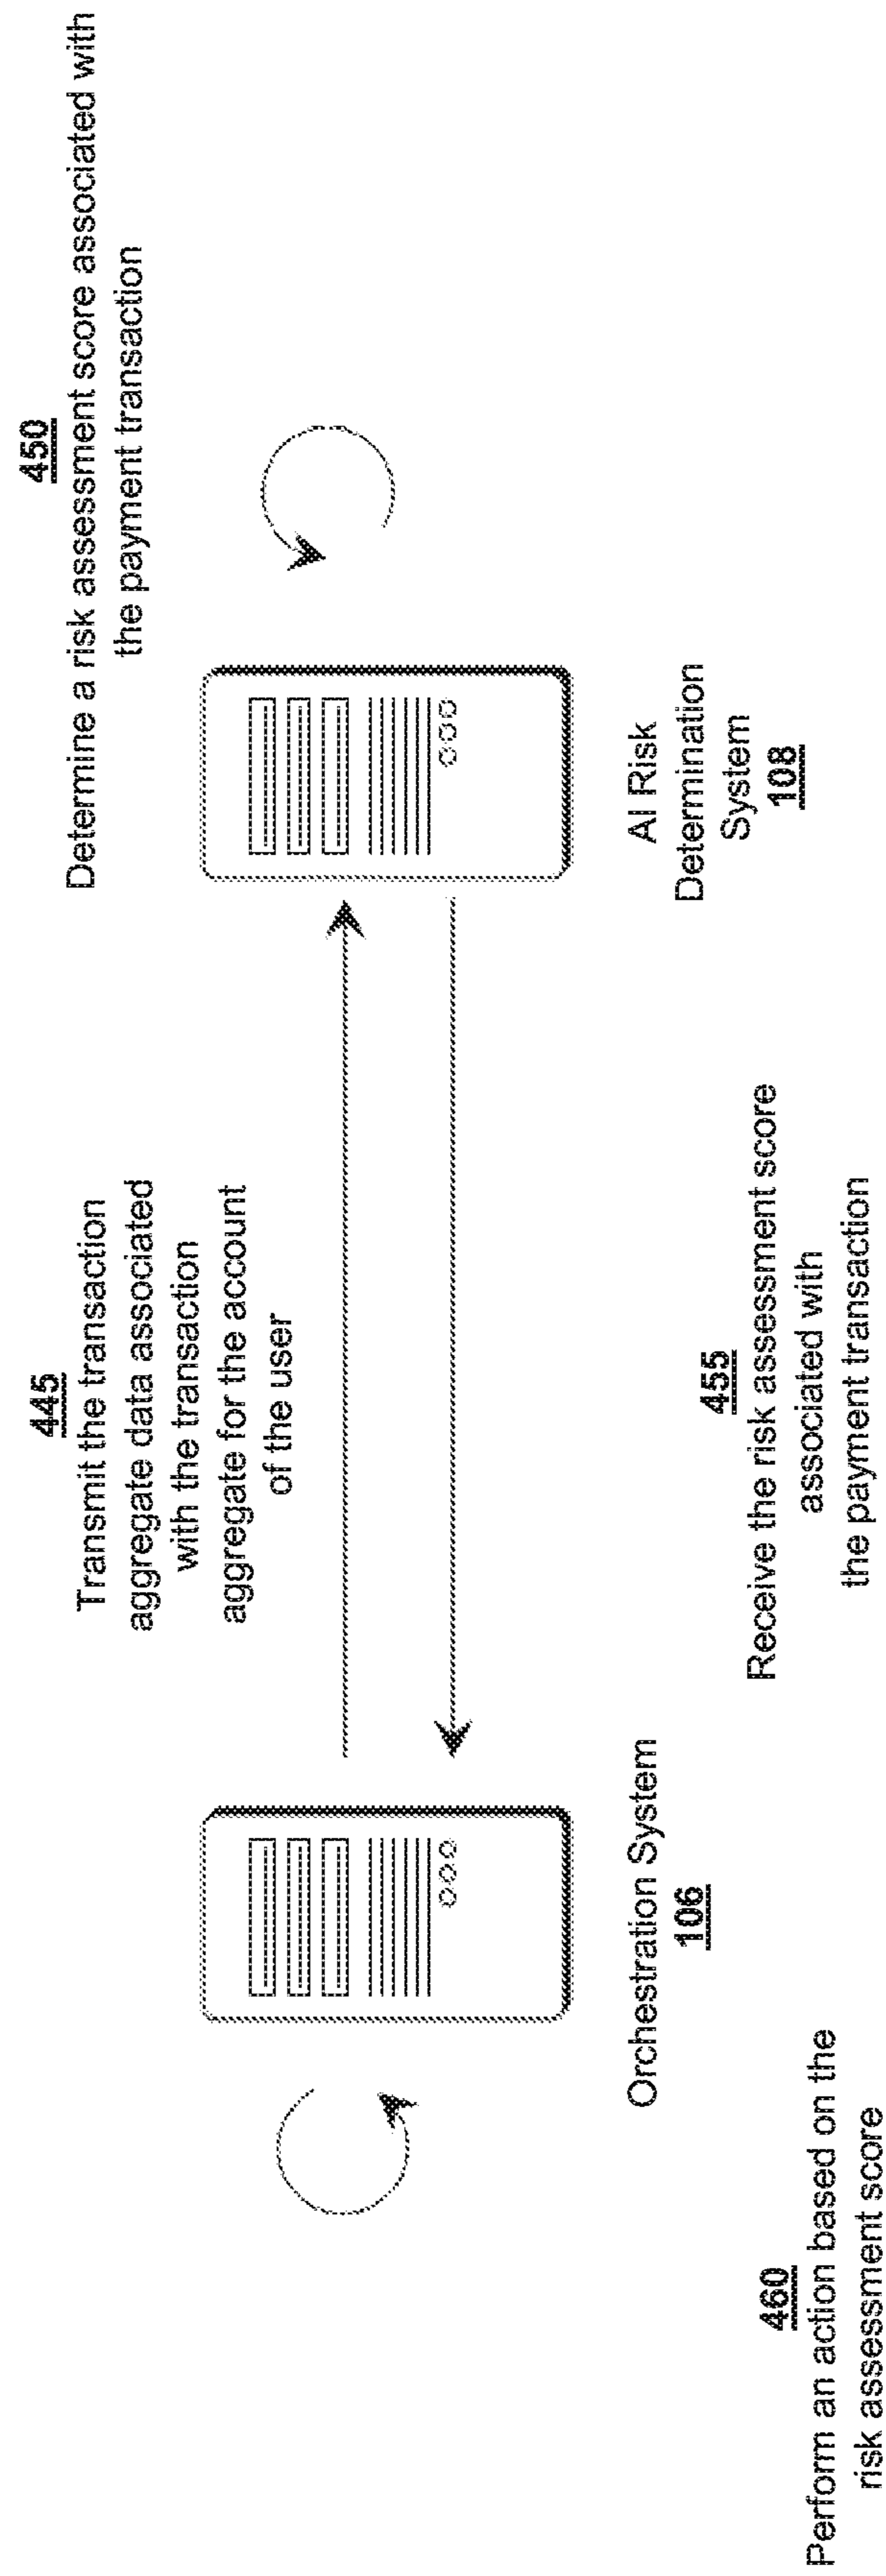 445
Transmit the transaction
aggregate data associated
with the transaction
aggregate for the account
of the user
450
Determine a risk assessment score associated with
the payment transaction
Orchestration System
106
AI Risk
Determination
System
108
455
Receive the risk assessment score
associated with
the payment transaction
460
Perform an action based on the
risk assessment score